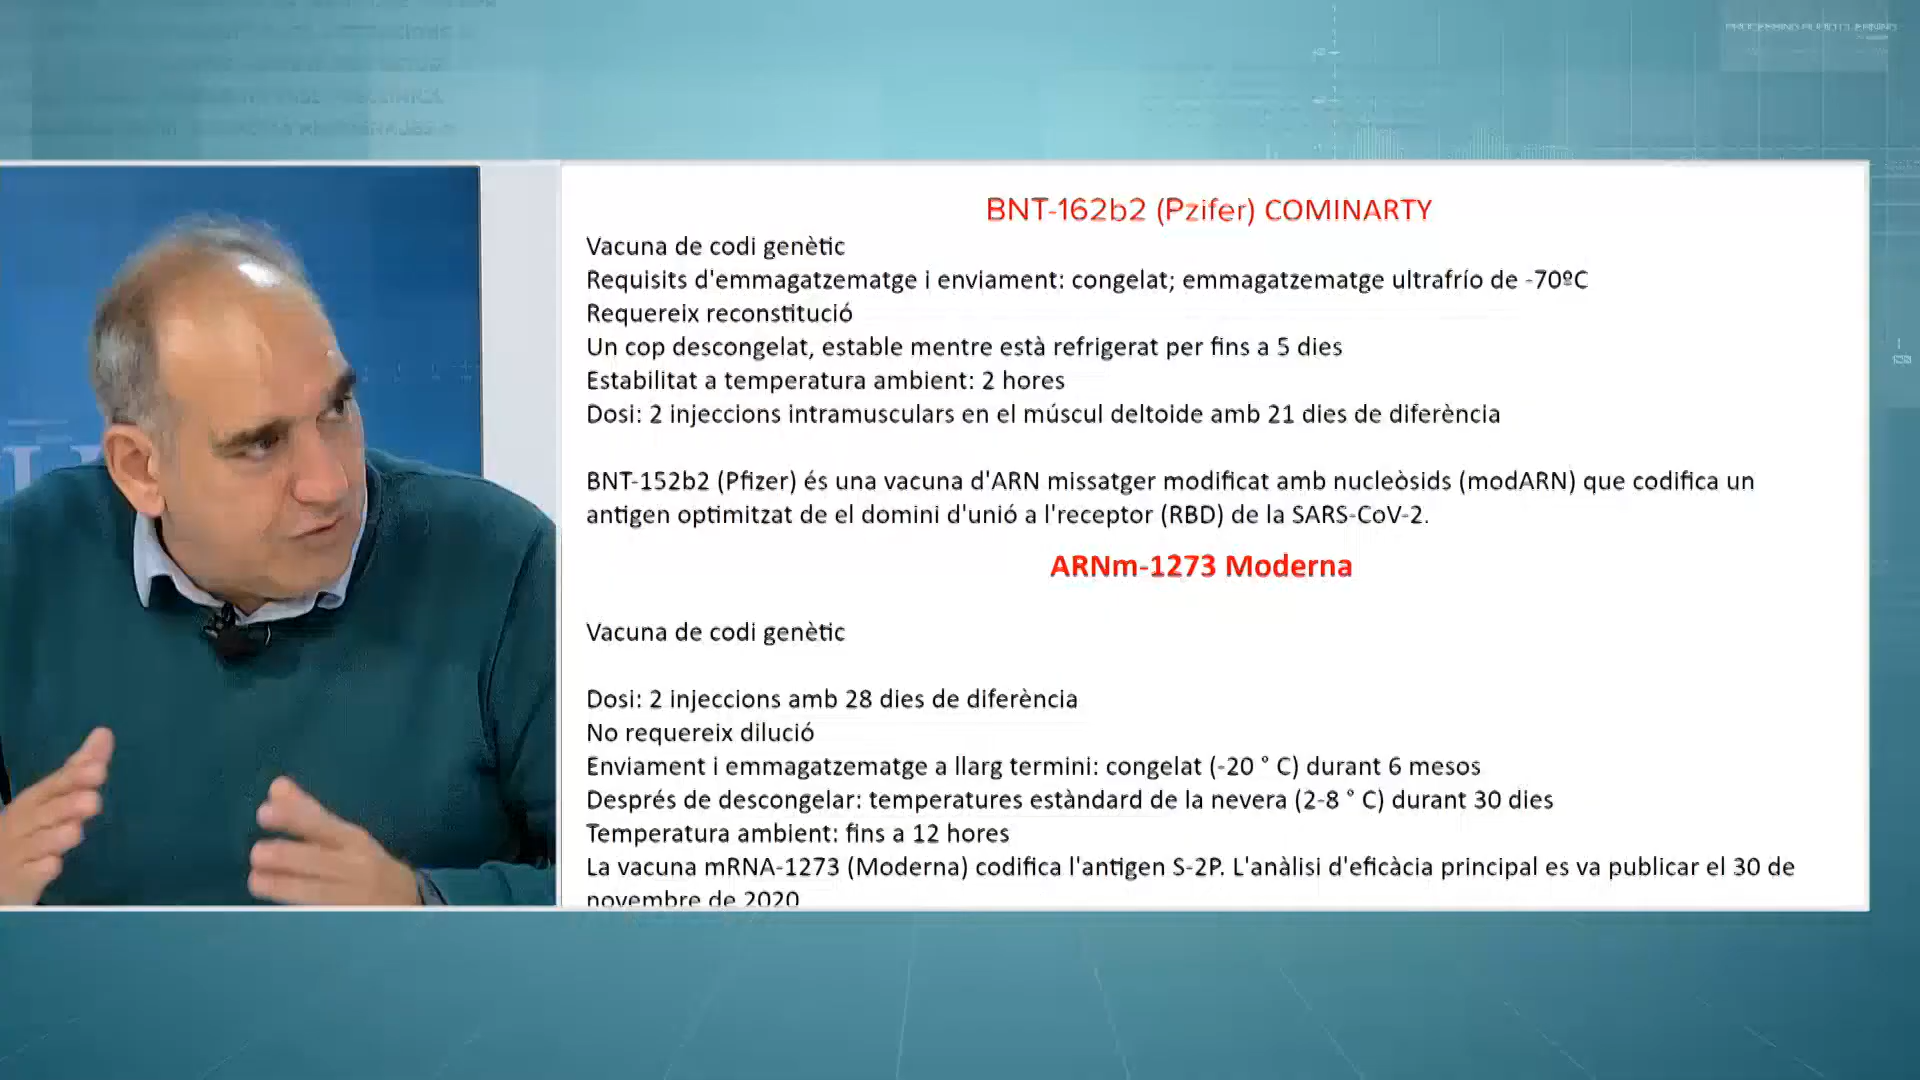 BNT-162b2 (Pzifer) COMINARTY
Vacuna de codi genètic
Requisits d'emmagatzematge i enviament: congelat; emmagatzematge ultrafrío de -70ºC
Requereix reconstitució
Un cop descongelat, estable mentre està refrigerat per fins a 5 dies
Estabilitat a temperatura ambient: 2 hores
Dosi: 2 injeccions intramusculars en el múscul deltoide amb 21 dies de diferència
BNT-152b2 (Pfizer) és una vacuna d'ARN missatger modificat amb nucleòsids (modARN) que codifica un
antigen optimitzat de el domini d'unió a l'receptor (RBD) de la SARS-CoV-2.
ARNm-1273 Moderna
Vacuna de codi genètic
Dosi: 2 injeccions amb 28 dies de diferència
No requereix dilució
Enviament i emmagatzematge a llarg termini: congelat (-20 ° C) durant 6 mesos
Després de descongelar: temperatures estàndard de la nevera (2-8 ° C) durant 30 dies
Temperatura ambient: fins a 12 hores
La vacuna mRNA-1273 (Moderna) codifica l'antigen S-2P. L'anàlisi d'eficàcia principal es va publicar el 30 de
novembre de 2020